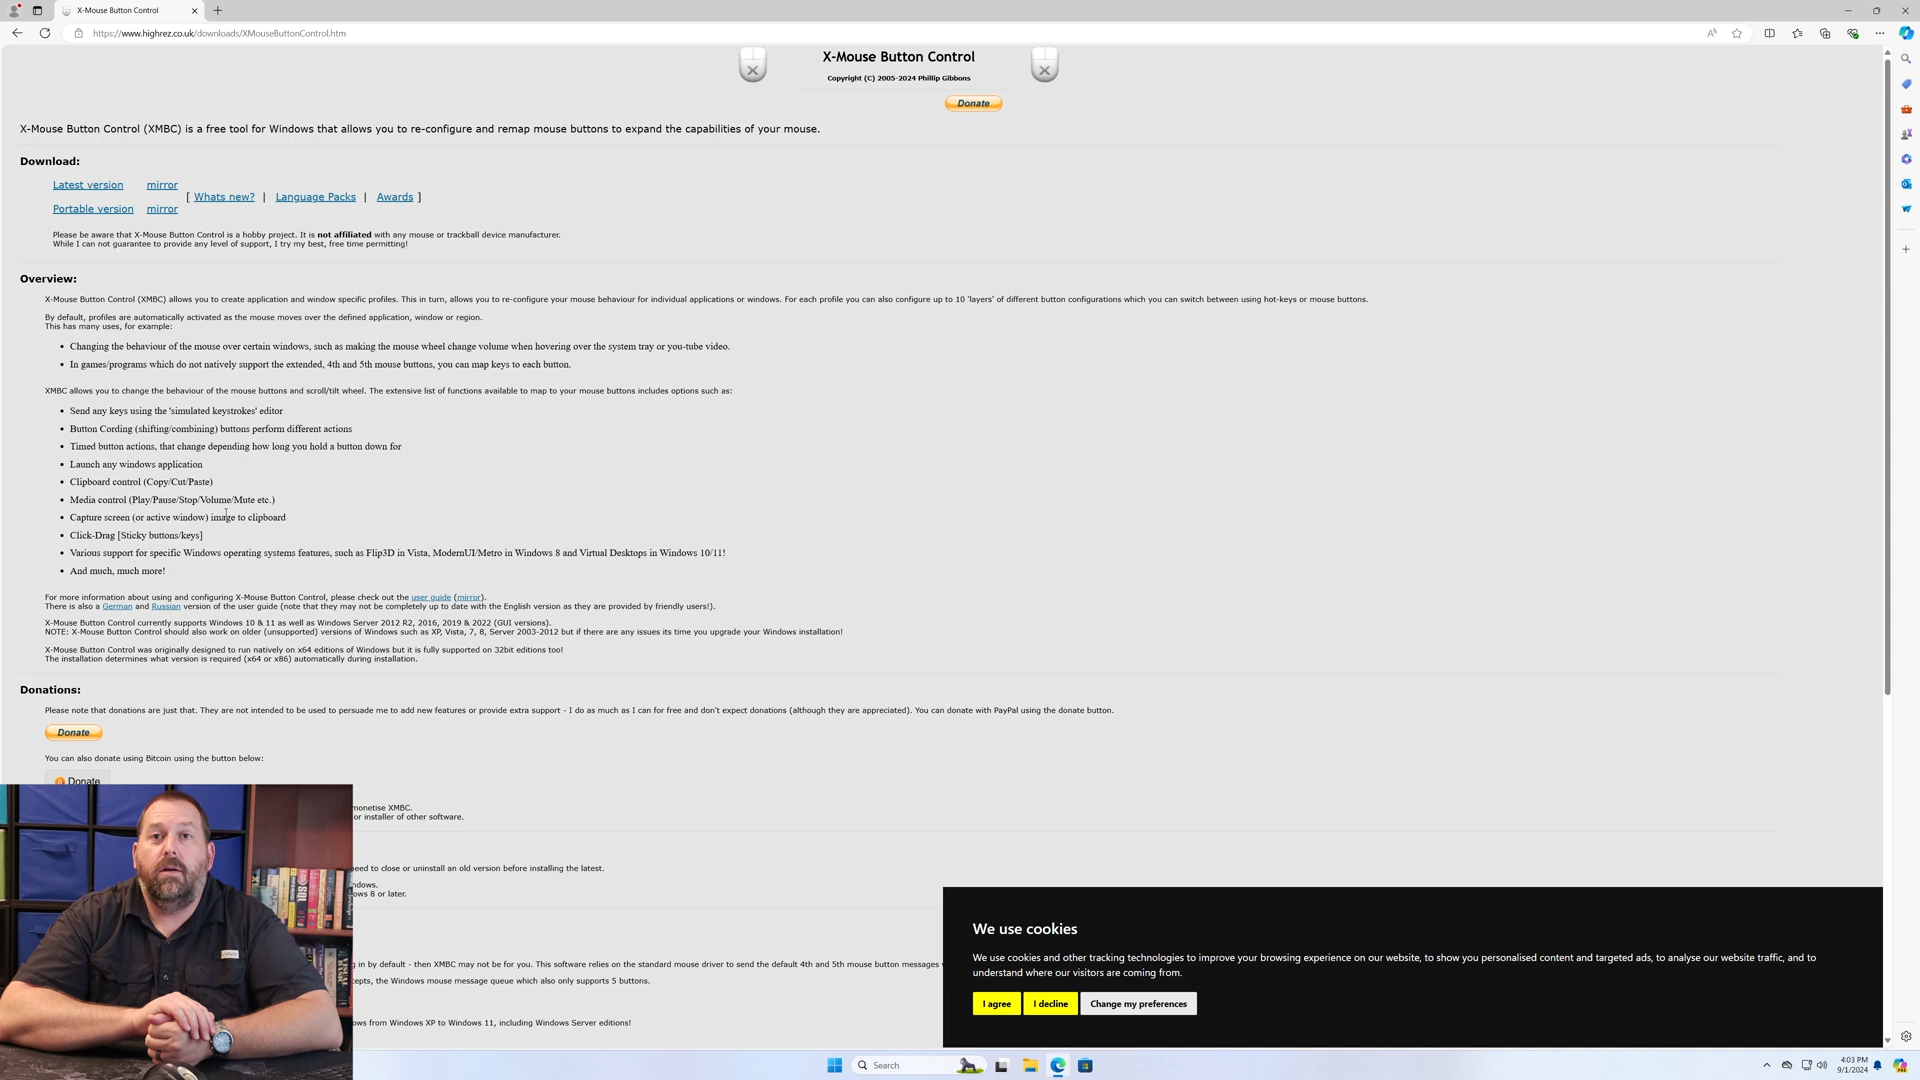 X-Mouse Button Control
https://www.highrez.co.uk/downloads/XMouseButtonControl.htm
X-Mouse Button Control
Copyright (C) 2005-2024 Phillip Gibbons
Donate
X-Mouse Button Control (XMBC) is a free tool for Windows that allows you to re-configure and remap mouse buttons to expand the capabilities of your mouse.
Download:
Latest version mirror
[ Whats new? | Language Packs | Awards ]
Portable version mirror
Please be aware that X-Mouse Button Control is a hobby project. It is not affiliated with any mouse or trackball device manufacturer.
While I can not guarantee to provide any level of support, I try my best, free time permitting!
Overview:
X-Mouse Button Control (XMBC) allows you to create application and window specific profiles. This in turn, allows you to re-configure your mouse behaviour for individual applications or windows. For each profile you can also configure up to 10 'layers' of different button configurations which you can switch between using hot-keys or mouse buttons.
By default, profiles are automatically activated as the mouse moves over the defined application, window or region.
This has many uses, for example:
• Changing the behaviour of the mouse over certain windows, such as making the mouse wheel change volume when hovering over the system tray or you-tube video.
• In games/programs which do not natively support the extended, 4th and 5th mouse buttons, you can map keys to each button.
XMBC allows you to change the behaviour of the mouse buttons and scroll/tilt wheel. The extensive list of functions available to map to your mouse buttons includes options such as:
• Send any keys using the 'simulated keystrokes' editor
• Button Cording (shifting/combining) buttons perform different actions
• Timed button actions, that change depending how long you hold a button down for
• Launch any windows application
• Clipboard control (Copy/Cut/Paste)
• Media control (Play/Pause/Stop/Volume/Mute etc.)
• Capture screen (or active window) image to clipboard
• Click-Drag [Sticky buttons/keys]
• Various support for specific Windows operating systems features, such as Flip3D in Vista, ModernUI/Metro in Windows 8 and Virtual Desktops in Windows 10/11!
• And much, much more!
For more information about using and configuring X-Mouse Button Control, please check out the user guide (mirror).
There is also a German and Russian version of the user guide (note that they may not be completely up to date with the English version as they are provided by friendly users!).
X-Mouse Button Control currently supports Windows 10 & 11 as well as Windows Server 2012 R2, 2016, 2019 & 2022 (GUI versions).
NOTE: X-Mouse Button Control should also work on older (unsupported) versions of Windows such as XP, Vista, 7, 8, Server 2003-2012 but if there are any issues its time you upgrade your Windows installation!
X-Mouse Button Control was originally designed to run natively on x64 editions of Windows but it is fully supported on 32bit editions too!
The installation determines what version is required (x64 or x86) automatically during installation.
Donations:
Please note that donations are just that. They are not intended to be used to persuade me to add new features or provide extra support - I do as much as I can for free and don't expect donations (although they are appreciated). You can donate with PayPal using the donate button.
Donate
You can also donate using Bitcoin using the button below:
Donate
monetise XMBC.
or installer of other software.
need to close or uninstall an old version before installing the latest.
ndows.
ows 8 or later.
g in by default - then XMBC may not be for you. This software relies on the standard mouse driver to send the default 4th and 5th mouse button messages
cepts, the Windows mouse message queue which also only supports 5 buttons.
ows from Windows XP to Windows 11, including Windows Server editions!
We use cookies
We use cookies and other tracking technologies to improve your browsing experience on our website, to show you personalised content and targeted ads, to analyse our website traffic, and to
understand where our visitors are coming from.
I agree I decline Change my preferences
Search
4:03 PM
9/1/2024